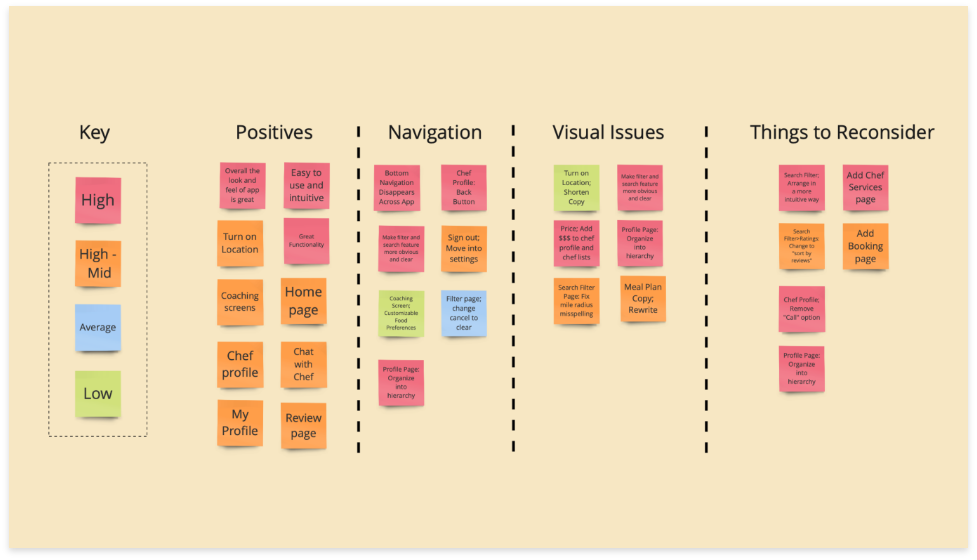 Key
High
High -
Mid
Average
Low
Positives
Overall the
look and
feel of app
is great
Easy to
use and
intuitive
Turn on
Location
Great
Functionality
Coaching
screens
Home
page
Chef
profile
Chat
with
Chef
My
Profile
Review
page
Navigation
Bottom
Navigation
Disappears
Across App
Chef
Profile:
Back
Button
Make filter and
search feature
more obvious
and clear
Sign out;
Move into
settings
Coaching
Screen;
Customizable
Food
Preferences
Filter page;
change
cancel to
clear
Profile Page:
Organize
into
hierarchy
Visual Issues
Turn on
Location;
Shorten
Copy
Make filter and
search feature
more obvious
and clear
Price; Add
$$$ to chef
profile and
chef lists
Profile Page:
Organize
into
hierarchy
Search Filter
Page: Fix
mile radius
misspelling
Meal Plan
Copy;
Rewrite
Things to Reconsider
Search Filter:
Arrange in
a more
intuitive way
Add Chef
Services
page
Search
Filter>Ratings:
Change to
"sort by
reviews"
Add
Booking
page
Chef Profile;
Remove
"Call" option
Profile Page:
Organize
into
hierarchy